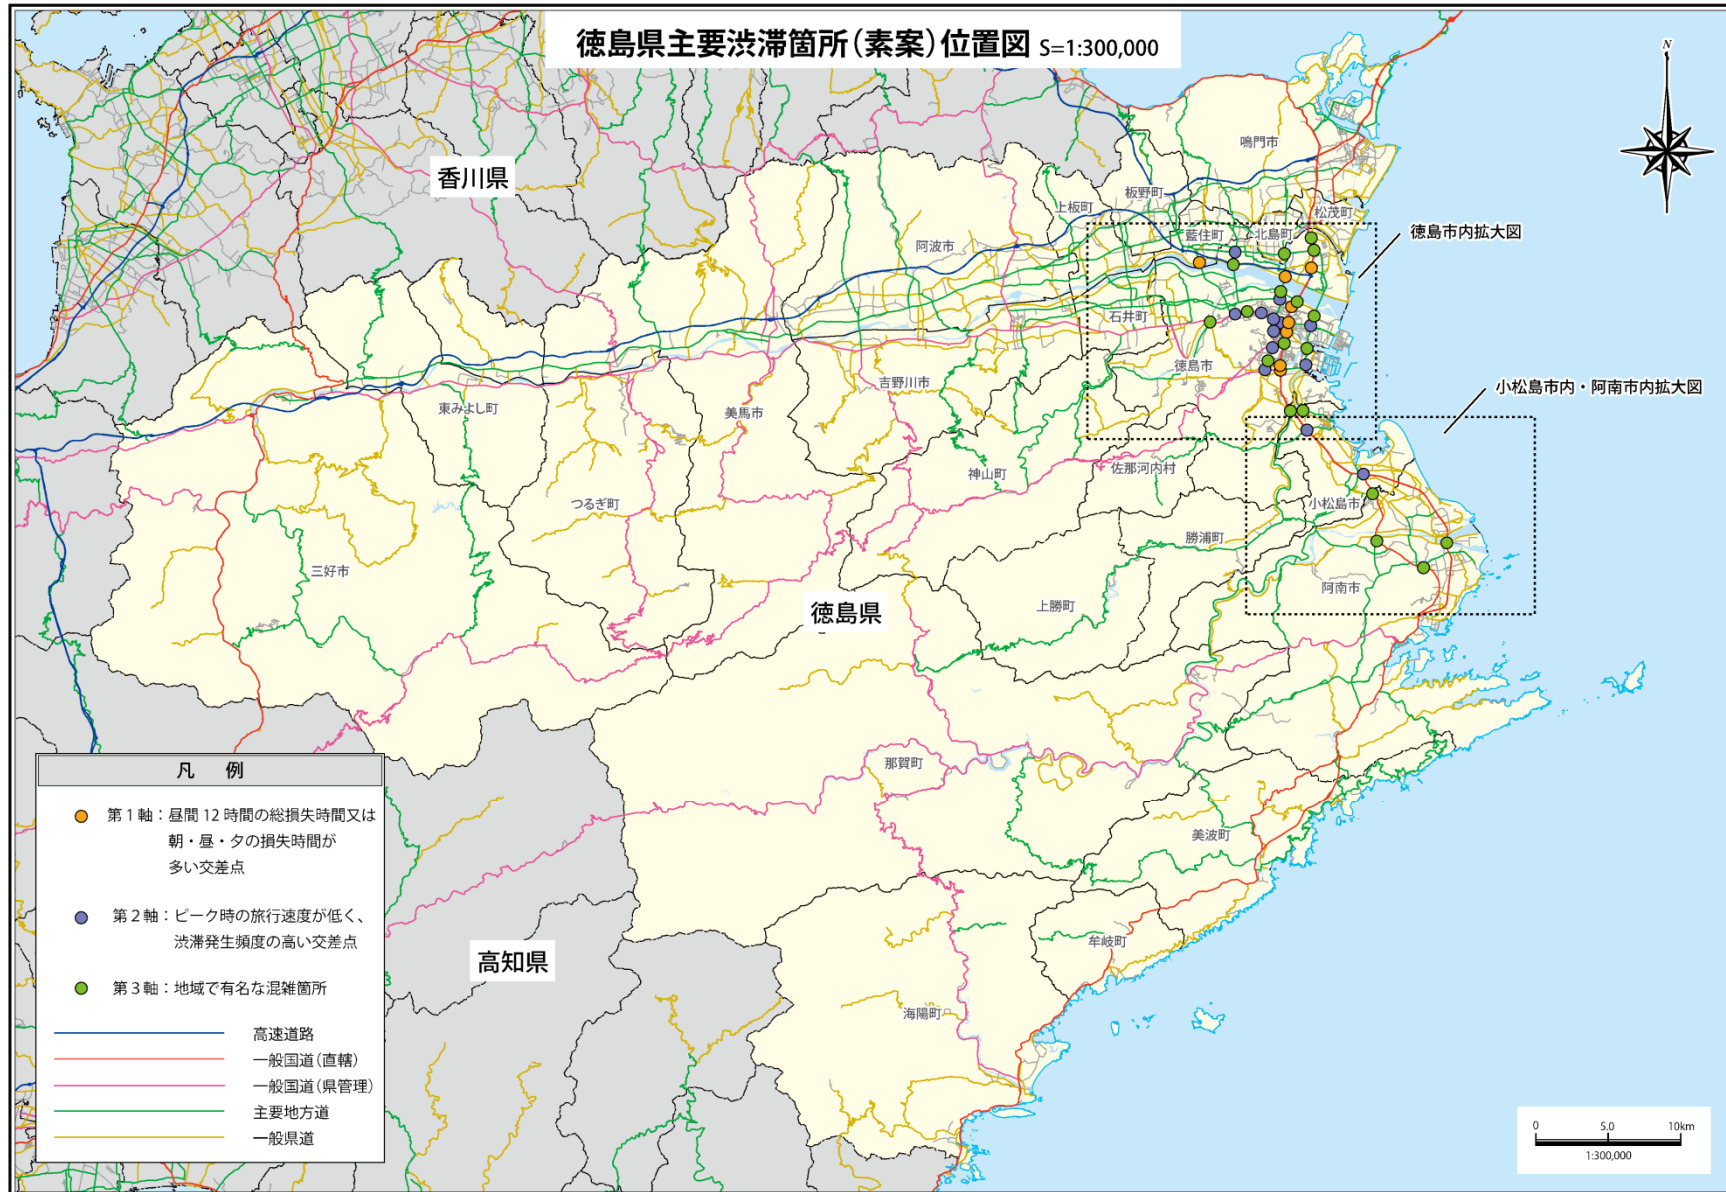 徳島県主要渋滞箇所(素案)位置図 S=1:300,000
N
香川県
鳴門市
板野町
上板町
松茂町
藍住町
北島町
徳島市内拡大図
阿波市
石井町
徳島市
吉野川市
小松島市内・阿南市内拡大図
東みよし町
美馬市
神山町
佐那河内村
つるぎ町
小松島市
勝浦町
三好市
阿南市
上勝町
徳島県
那賀町
美波町
牟岐町
高知県
海陽町
凡 例
第1軸:昼間12時間の総損失時間又は
朝・昼・夕の損失時間が
多い交差点
第2軸:ピーク時の旅行速度が低く、
渋滞発生頻度の高い交差点
第3軸:地域で有名な混雑箇所
高速道路
一般国道(直轄)
一般国道(県管理)
主要地方道
一般県道
0 5.0 10km
1:300,000